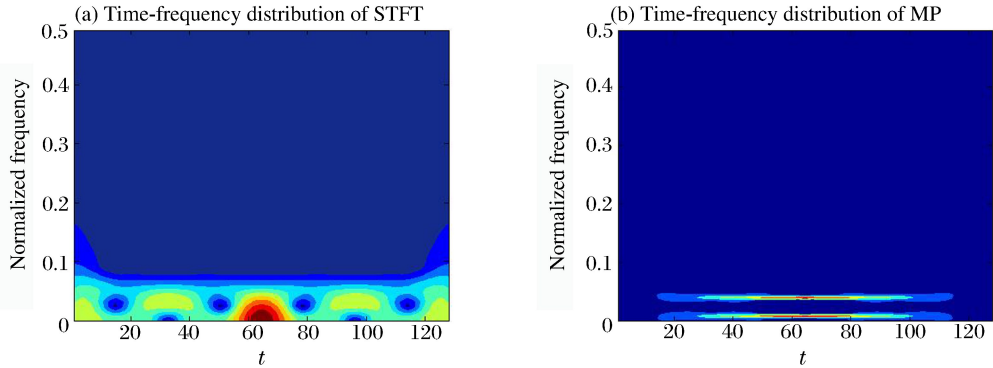 (a) Time-frequency distribution of STFT
0.5
0.4
0.3
0.2
0.1
0
Normalized frequency
20 40 60 80 100 120
t
(b) Time-frequency distribution of MP
0.5
0.4
0.3
0.2
0.1
0
Normalized frequency
20 40 60 80 100 120
t